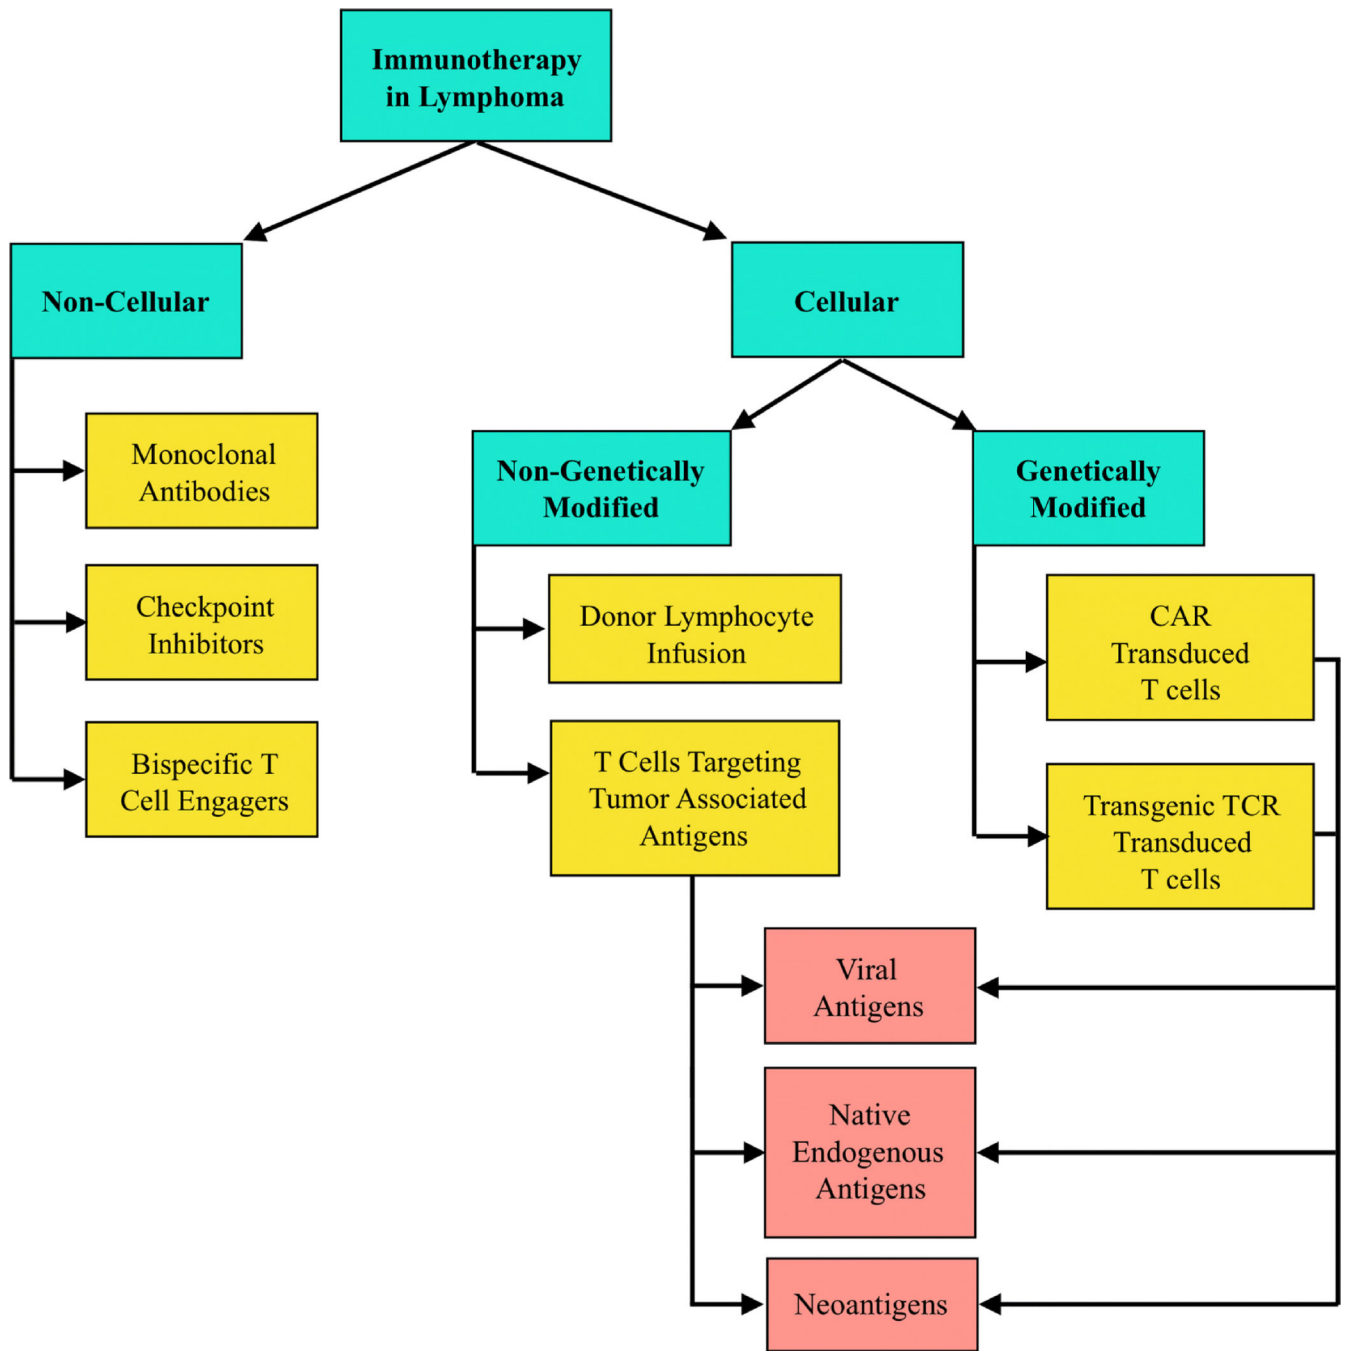 Immunotherapy
in Lymphoma
Non-Cellular
Cellular
Monoclonal
Antibodies
Checkpoint
Inhibitors
Bispecific T
Cell Engagers
Non-Genetically
Modified
Donor Lymphocyte
Infusion
T Cells Targeting
Tumor Associated
Antigens
Genetically
Modified
CAR
Transduced
T cells
Transgenic TCR
Transduced
T cells
Viral
Antigens
Native
Endogenous
Antigens
Neoantigens